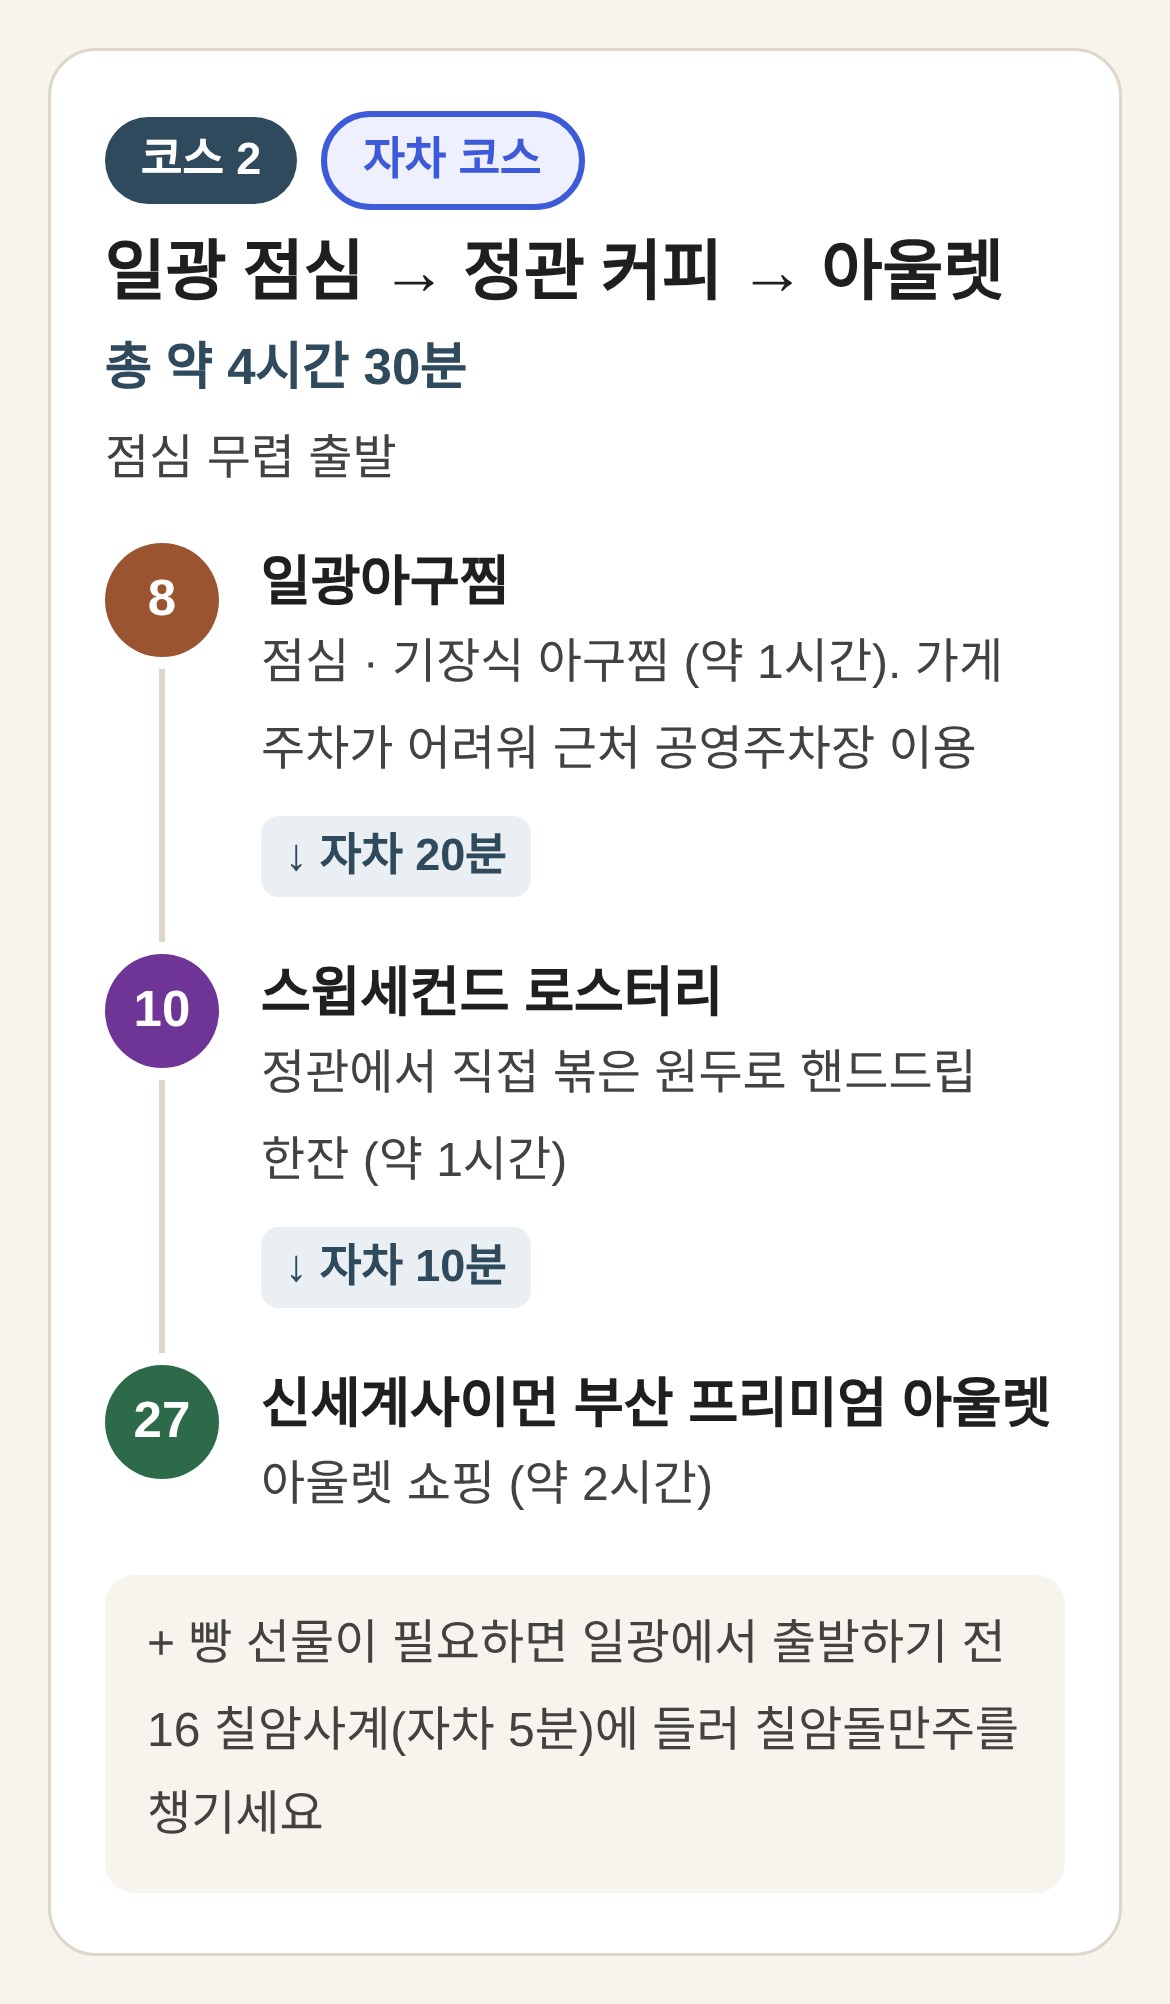 코스 2 자차 코스
일광 점심 → 정관 커피 → 아울렛
총 약 4시간 30분
점심 무렵 출발
8 일광아구찜
점심 · 기장식 아구찜 (약 1시간). 가게
주차가 어려워 근처 공영주차장 이용
↓ 자차 20분
10 스윕세컨드 로스터리
정관에서 직접 볶은 원두로 핸드드립
한잔 (약 1시간)
↓ 자차 10분
27 신세계사이먼 부산 프리미엄 아울렛
아울렛 쇼핑 (약 2시간)
+ 빵 선물이 필요하면 일광에서 출발하기 전
16 칠암사계(자차 5분)에 들러 칠암돌만주를
챙기세요